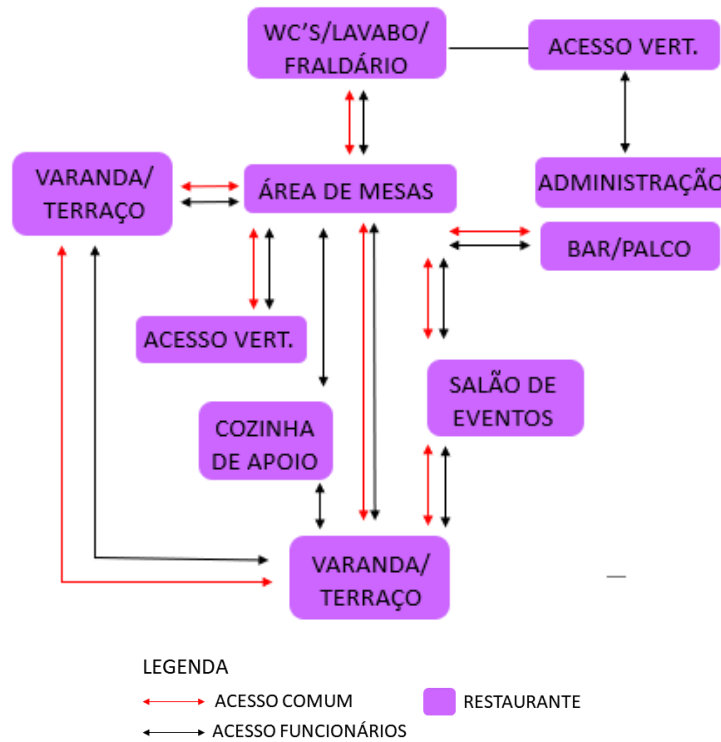 WC'S/LAVABO/
FRALDÁRIO
ACESSO VERT.
VARANDA/
TERRAÇO
ÁREA DE MESAS
ADMINISTRAÇÃO
BAR/PALCO
ACESSO VERT.
SALÃO DE
EVENTOS
COZINHA
DE APOIO
VARANDA/
TERRAÇO
LEGENDA
ACESSO COMUM
RESTAURANTE
ACESSO FUNCIONÁRIOS